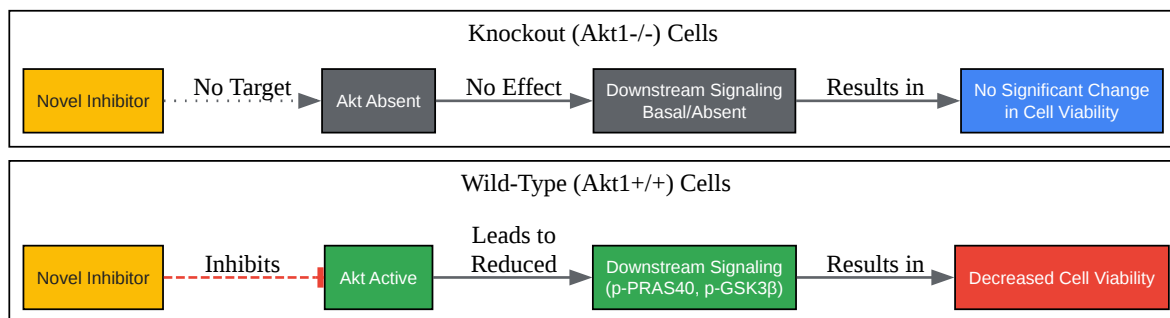 Knockout (Akt1-/-) Cells
Novel Inhibitor
No Target
Akt Absent
No Effect
Downstream Signaling
Basal/Absent
Results in
No Significant Change
in Cell Viability
Wild-Type (Akt1+/+) Cells
Novel Inhibitor
Inhibits
Akt Active
Leads to
Reduced
Downstream Signaling
(p-PRAS40, p-GSK3β)
Results in
Decreased Cell Viability